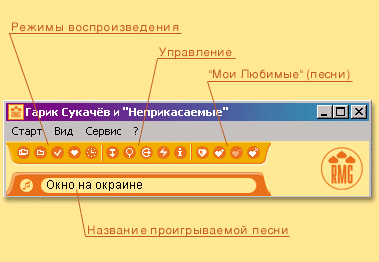 Режимы воспроизведения
Управление
"Мои Любимые" (песни)
Гарик Сукачёв и "Неприкасаемые"
Старт Вид Сервис ?
RMG
Окно на окраине
Название проигрываемой песни